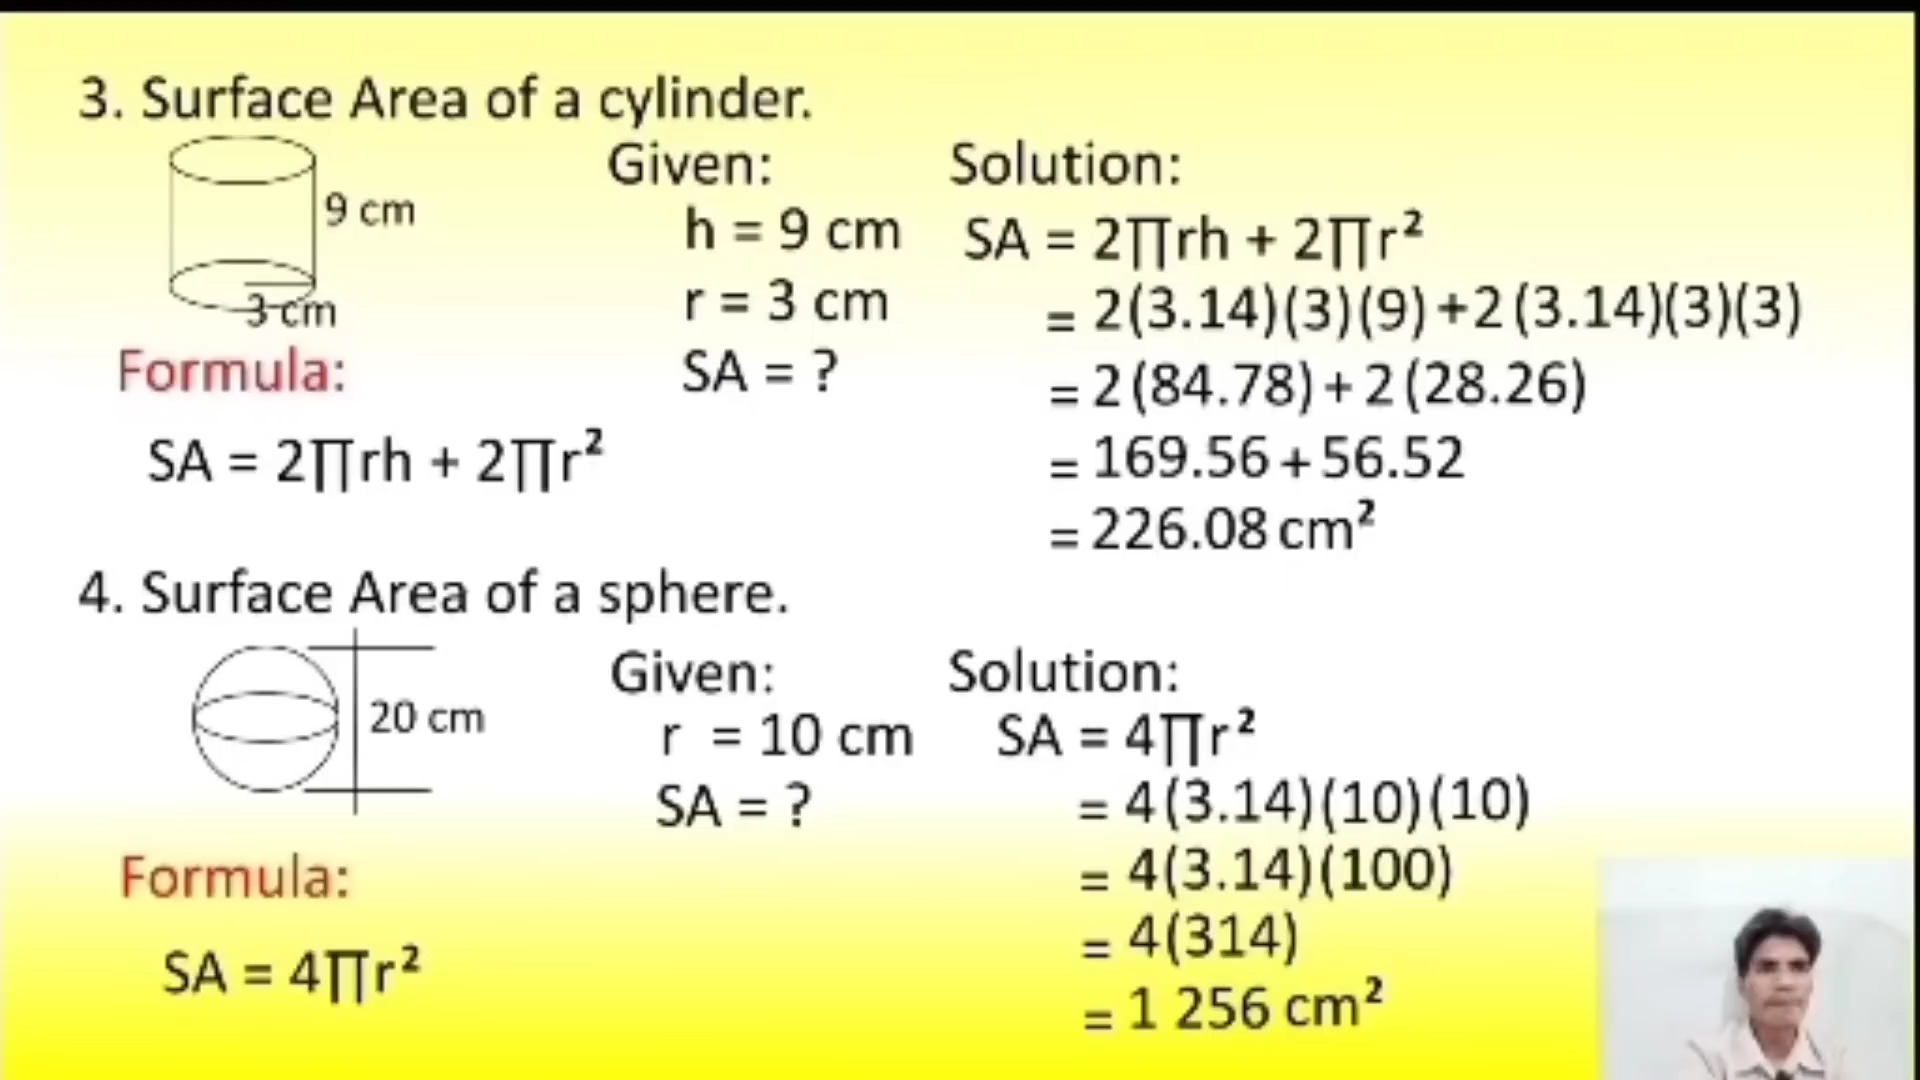 3. Surface Area of a cylinder.
9 cm
3 cm
Formula:
SA = 2∏rh + 2∏r²
Given:
h = 9 cm
r = 3 cm
SA = ?
Solution:
SA = 2∏rh + 2∏r²
= 2(3.14)(3)(9)+2(3.14)(3)(3)
= 2(84.78)+2(28.26)
= 169.56+56.52
= 226.08 cm²
4. Surface Area of a sphere.
20 cm
Formula:
SA = 4∏r²
Given:
r = 10 cm
SA = ?
Solution:
SA = 4∏r²
= 4(3.14)(10)(10)
= 4(3.14)(100)
= 4(314)
= 1 256 cm²